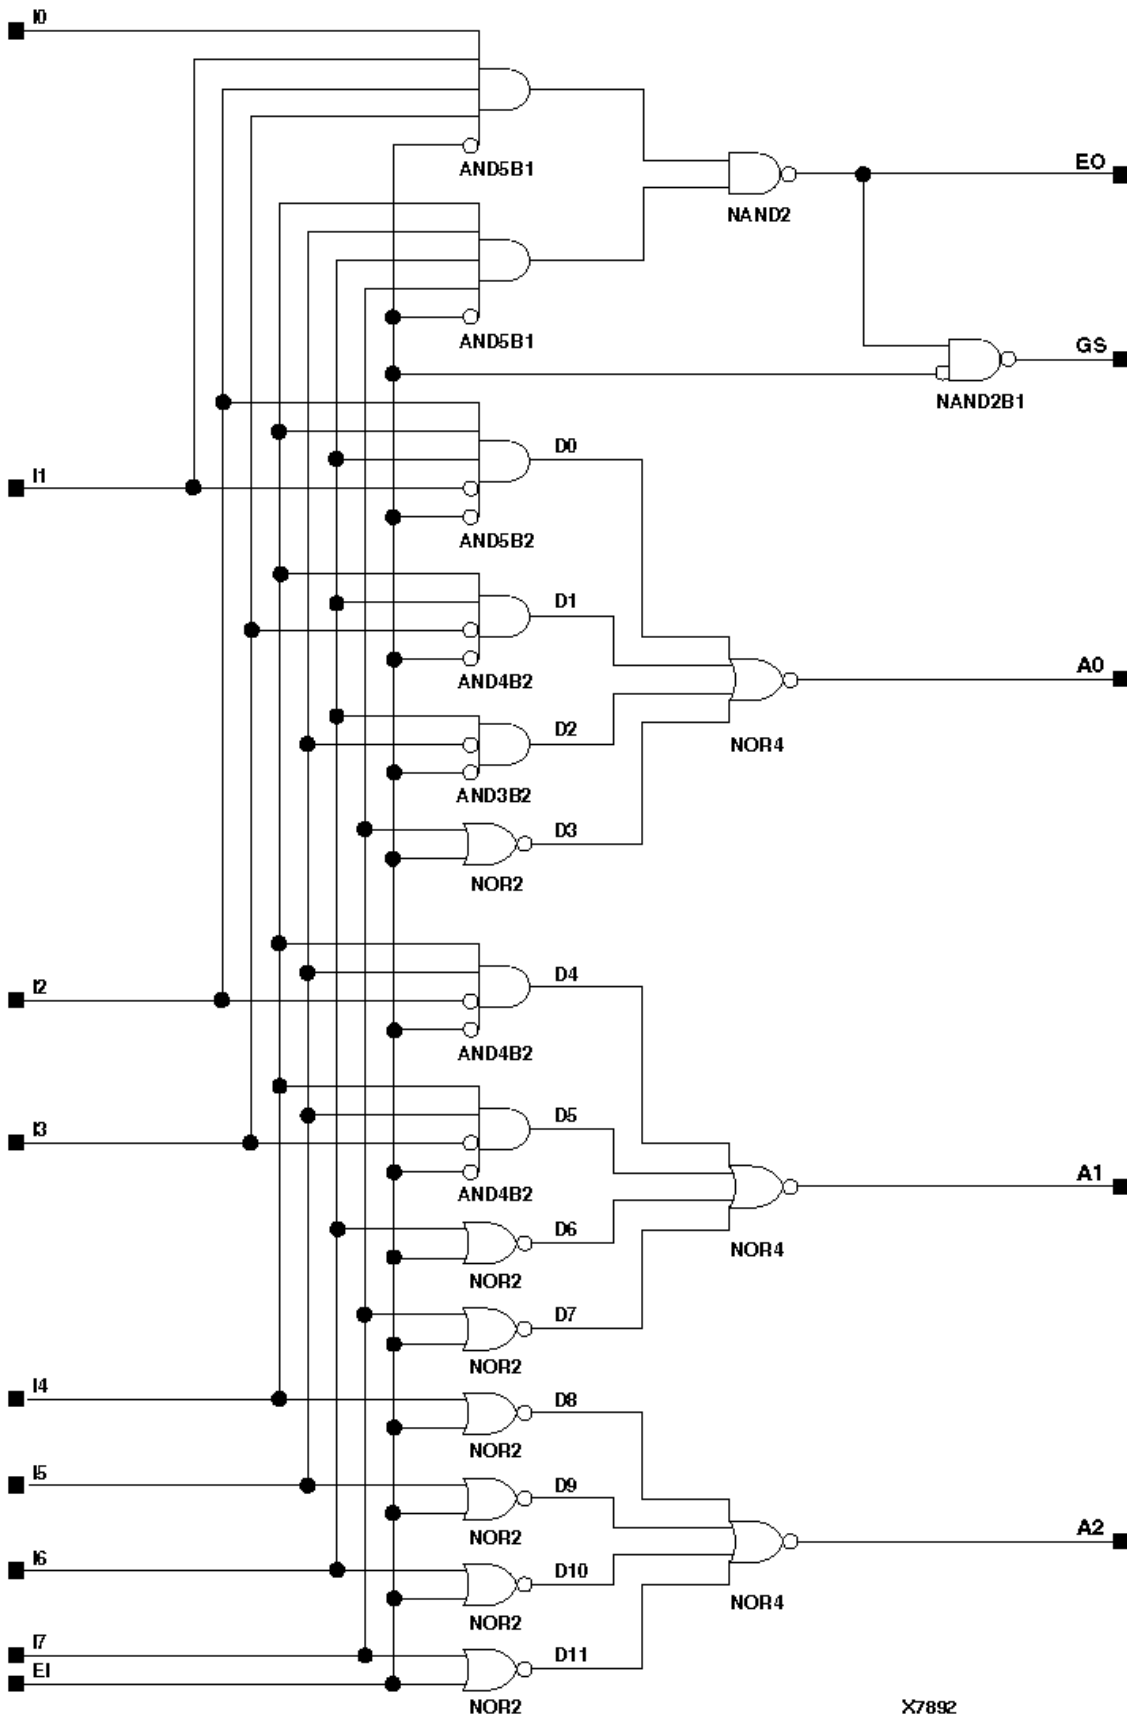 I0
AND5B1
EO
NAND2
AND5B1
GS
NAND2B1
D0
I1
AND5B2
D1
AND4B2
A0
D2
NOR4
AND3B2
D3
NOR2
D4
I2
AND4B2
D5
I3
A1
AND4B2
D6
NOR4
NOR2
D7
NOR2
I4
D8
NOR2
I5
D9
A2
NOR2
I6
D10
NOR4
NOR2
I7
D11
EI
NOR2
X7892